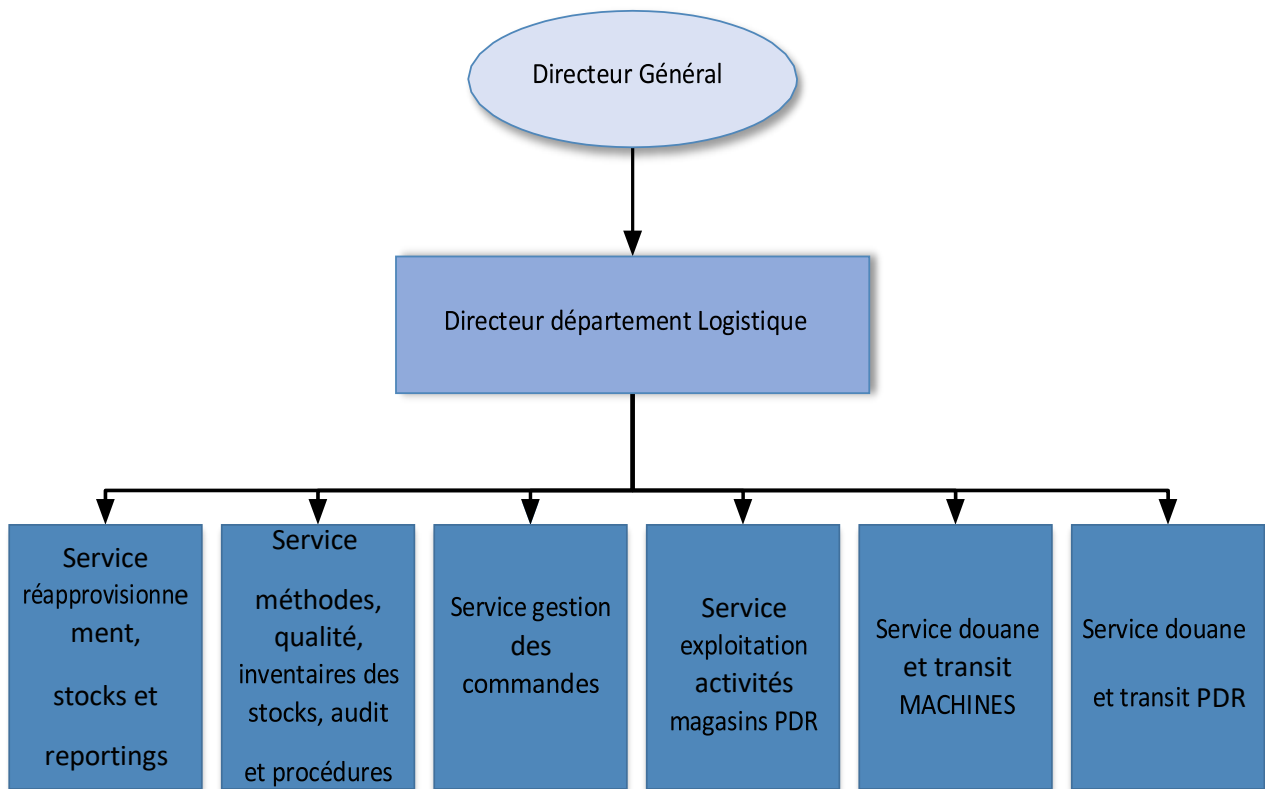 Directeur Général
Directeur département Logistique
Service
réapprovisionne
ment,
stocks et
reportings
Service
méthodes,
qualité,
inventaires des
stocks, audit
et procédures
Service gestion
des
commandes
Service
exploitation
activités
magasins PDR
Service douane
et transit
MACHINES
Service douane
et transit PDR